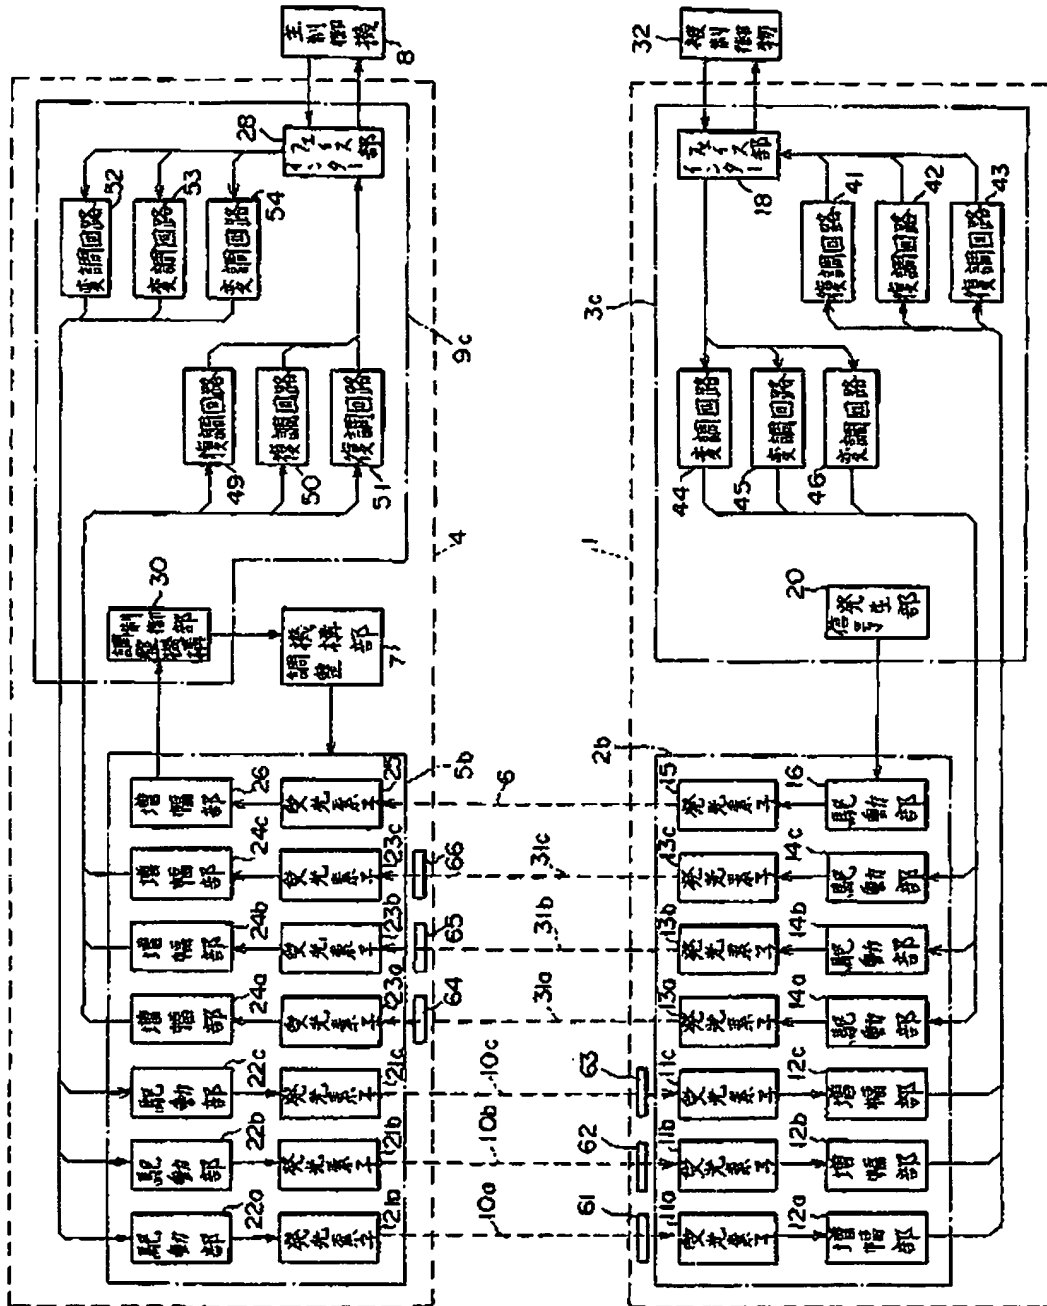 主制御機
8
インターフェイス部
28
変調回路
52
変調回路
53
変調回路
54
復調回路
49
復調回路
50
復調回路
51
9c
4
調整機構制御部
30
調整機構部
7
増幅部
26
増幅部
24c
増幅部
24b
増幅部
24a
駆動部
22c
駆動部
22b
駆動部
22a
受光素子
25
受光素子
23c
受光素子
23b
受光素子
23a
発光素子
21c
発光素子
21b
発光素子
21a
5b
66
65
64
6
31c
31b
31a
10c
10b
10a
63
62
61
被制御物
32
インターフェイス部
18
復調回路
41
復調回路
42
復調回路
43
3c
変調回路
44
変調回路
45
変調回路
46
1
信号発生部
20
2b
発光素子
15
発光素子
13c
発光素子
13b
発光素子
13a
受光素子
11c
受光素子
11b
受光素子
11a
駆動部
16
駆動部
14c
駆動部
14b
駆動部
14a
増幅部
12c
増幅部
12b
増幅部
12a